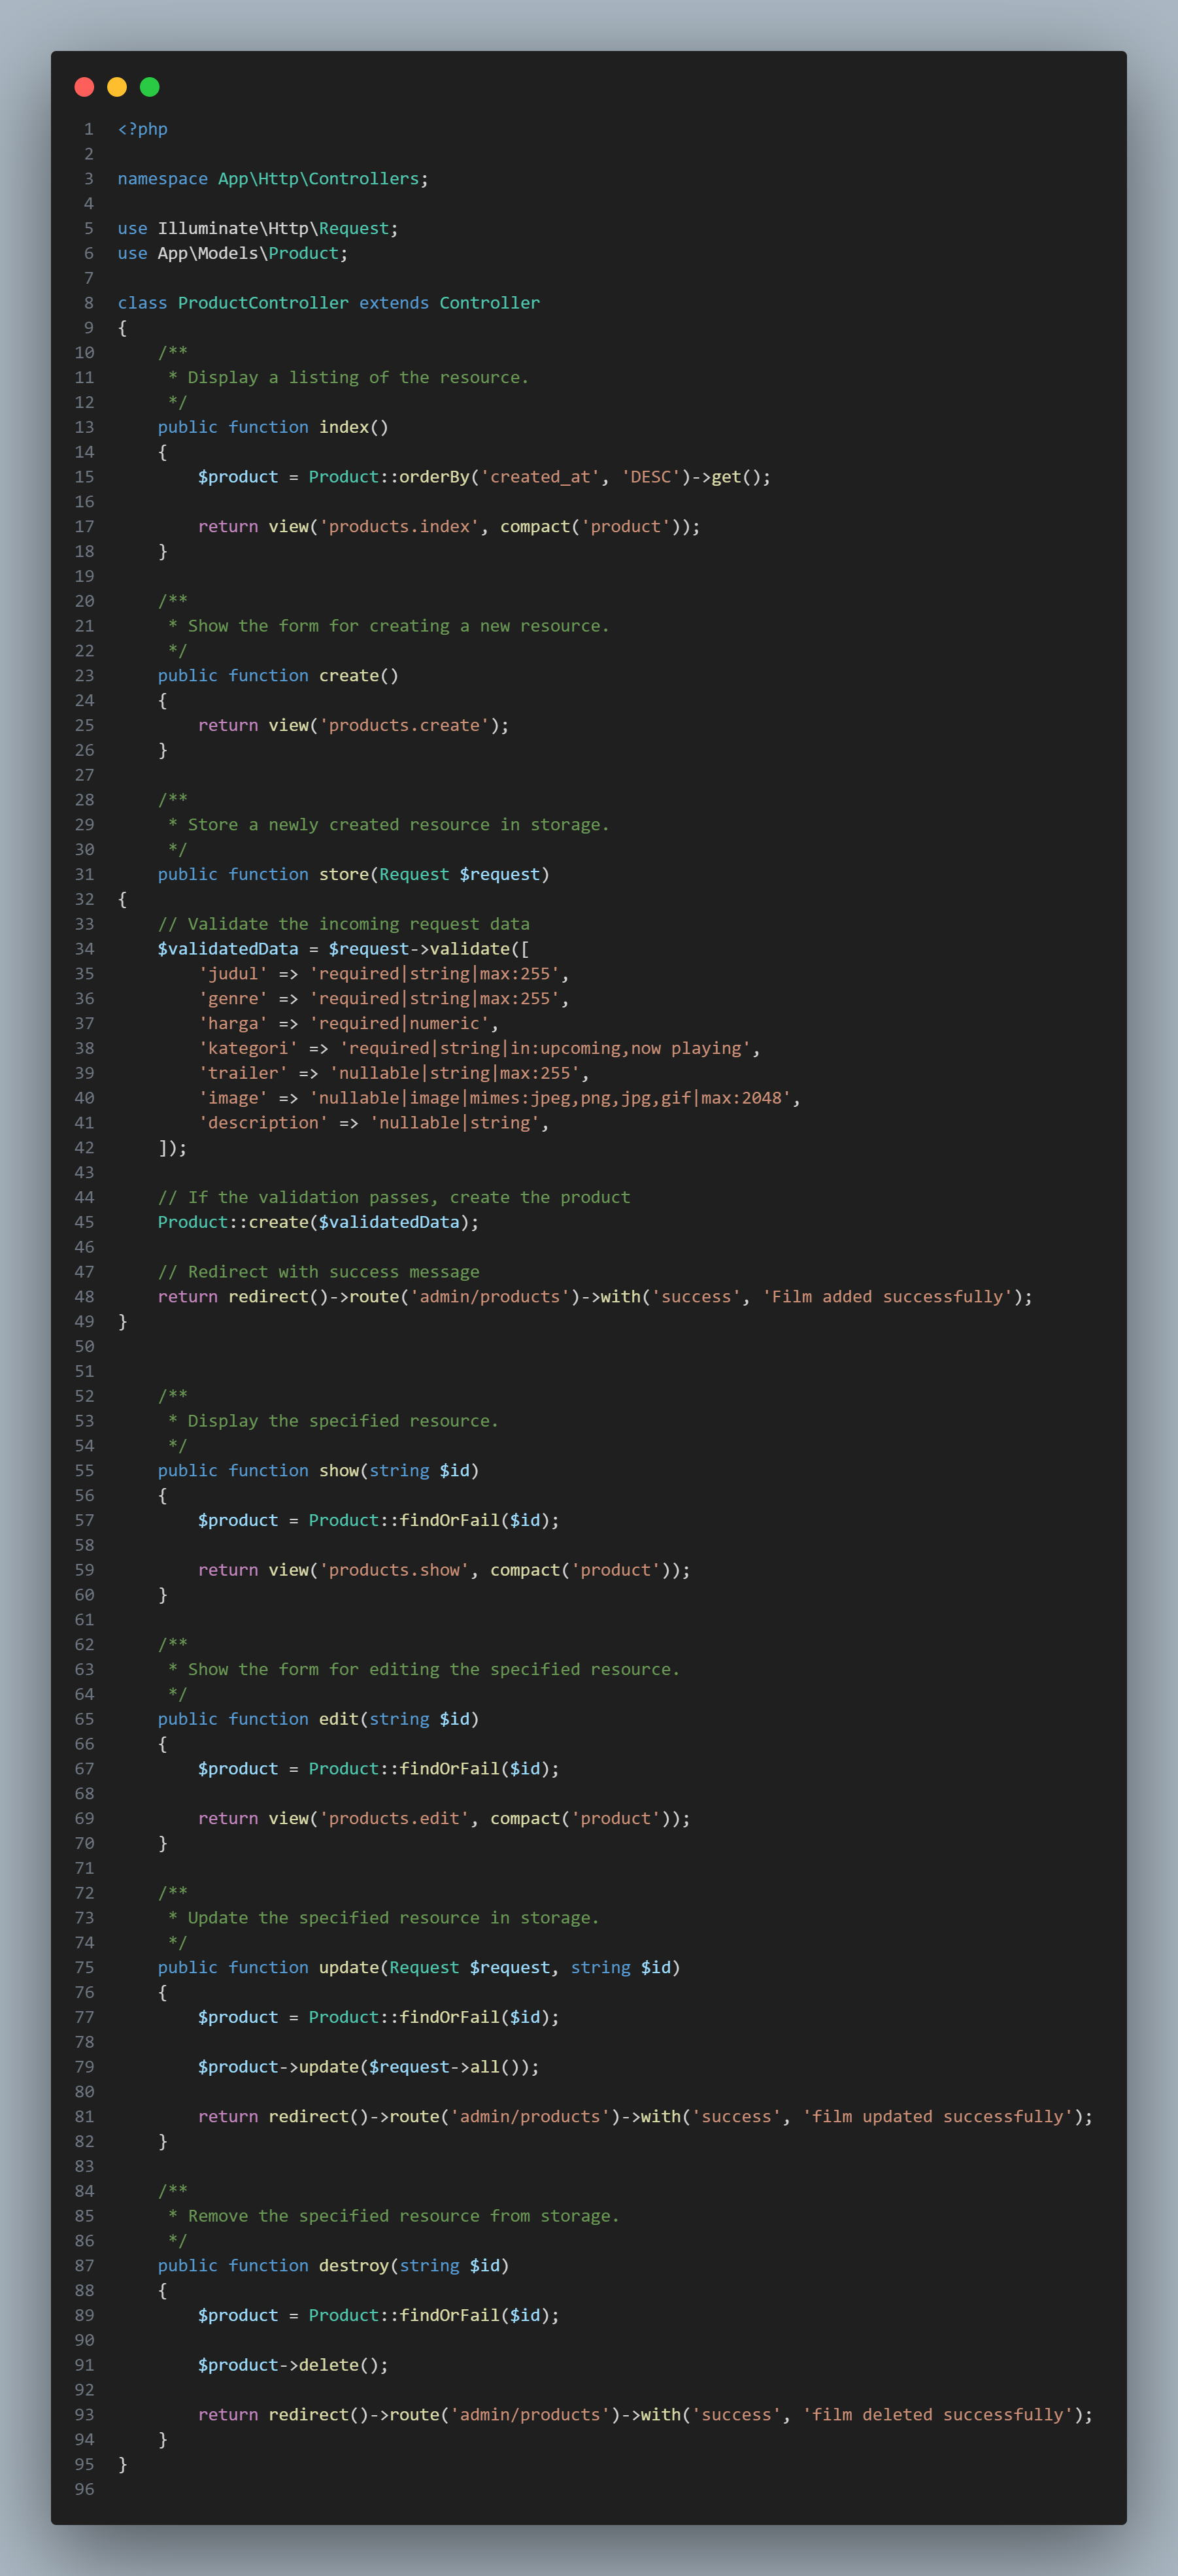 1 <?php
2
3 namespace App\Http\Controllers;
4
5 use Illuminate\Http\Request;
6 use App\Models\Product;
7
8 class ProductController extends Controller
9 {
10     /**
11      * Display a listing of the resource.
12      */
13     public function index()
14     {
15         $product = Product::orderBy('created_at', 'DESC')->get();
16
17         return view('products.index', compact('product'));
18     }
19
20     /**
21      * Show the form for creating a new resource.
22      */
23     public function create()
24     {
25         return view('products.create');
26     }
27
28     /**
29      * Store a newly created resource in storage.
30      */
31     public function store(Request $request)
32 {
33     // Validate the incoming request data
34     $validatedData = $request->validate([
35         'judul' => 'required|string|max:255',
36         'genre' => 'required|string|max:255',
37         'harga' => 'required|numeric',
38         'kategori' => 'required|string|in:upcoming,now playing',
39         'trailer' => 'nullable|string|max:255',
40         'image' => 'nullable|image|mimes:jpeg,png,jpg,gif|max:2048',
41         'description' => 'nullable|string',
42     ]);
43
44     // If the validation passes, create the product
45     Product::create($validatedData);
46
47     // Redirect with success message
48     return redirect()->route('admin/products')->with('success', 'Film added successfully');
49 }
50
51
52     /**
53      * Display the specified resource.
54      */
55     public function show(string $id)
56     {
57         $product = Product::findOrFail($id);
58
59         return view('products.show', compact('product'));
60     }
61
62     /**
63      * Show the form for editing the specified resource.
64      */
65     public function edit(string $id)
66     {
67         $product = Product::findOrFail($id);
68
69         return view('products.edit', compact('product'));
70     }
71
72     /**
73      * Update the specified resource in storage.
74      */
75     public function update(Request $request, string $id)
76     {
77         $product = Product::findOrFail($id);
78
79         $product->update($request->all());
80
81         return redirect()->route('admin/products')->with('success', 'film updated successfully');
82     }
83
84     /**
85      * Remove the specified resource from storage.
86      */
87     public function destroy(string $id)
88     {
89         $product = Product::findOrFail($id);
90
91         $product->delete();
92
93         return redirect()->route('admin/products')->with('success', 'film deleted successfully');
94     }
95 }
96